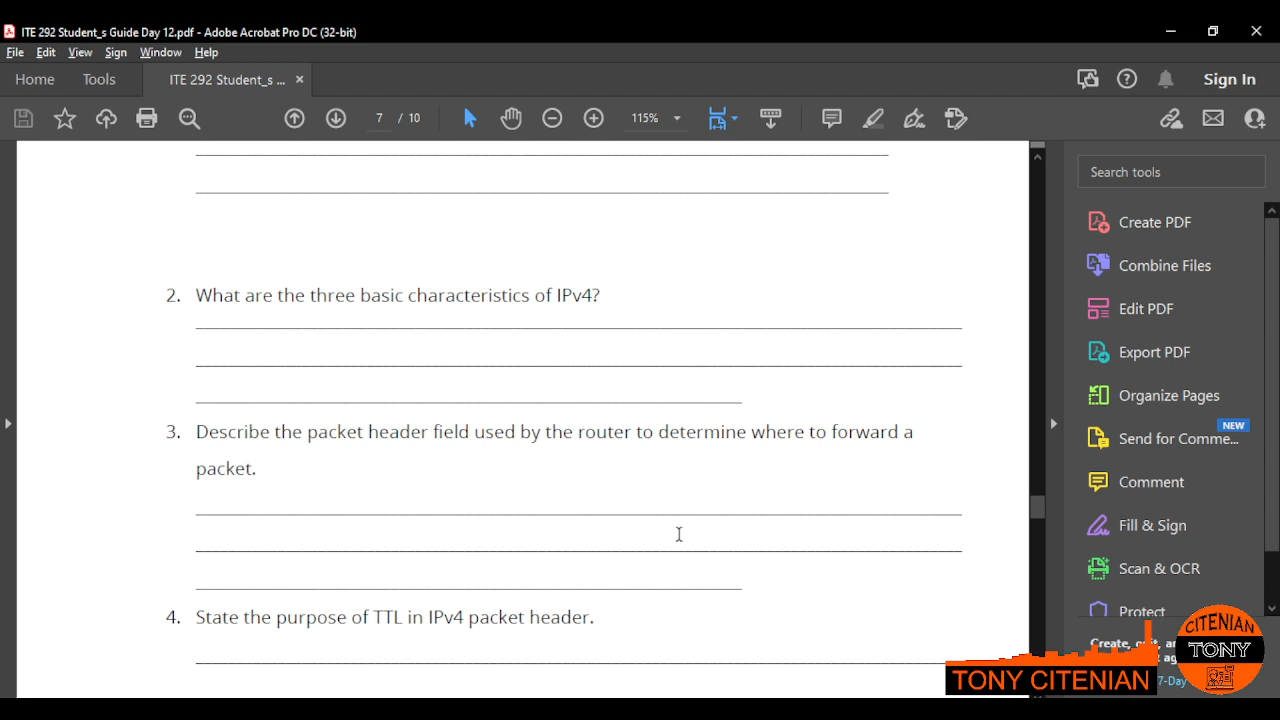 ITE 292 Student_s Guide Day 12.pdf - Adobe Acrobat Pro DC (32-bit)
File Edit View Sign Window Help
Home Tools ITE 292 Student_s ... × Sign In
7 / 10 115%
Search tools
Create PDF
Combine Files
Edit PDF
Export PDF
Organize Pages
NEW
Send for Comme...
Comment
Fill & Sign
Scan & OCR
Protect
2. What are the three basic characteristics of IPv4?
3. Describe the packet header field used by the router to determine where to forward a
packet.
4. State the purpose of TTL in IPv4 packet header.
Create,
7-Day
TONY CITENIAN
CITENIAN
TONY